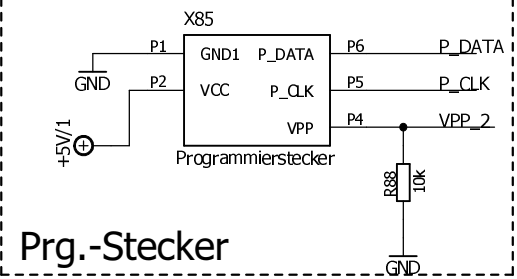 X85
P1 GND1 P_DATA P6 P_DATA
GND
P2 VCC P_CLK P5 P_CLK
VPP P4 VPP_2
+5V/1
Programmierstecker
R88 10k
Prg.-Stecker
GND